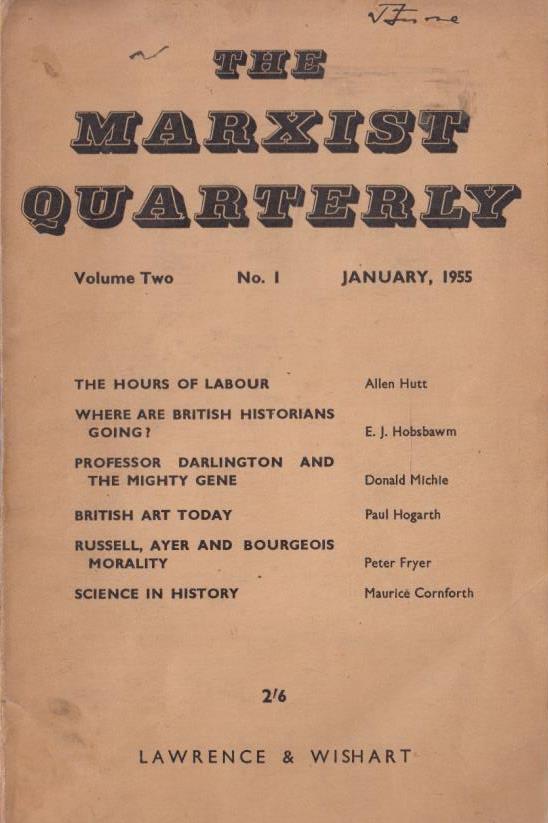 THE
MARXIST
QUARTERLY
Volume Two No. 1 JANUARY, 1955
THE HOURS OF LABOUR Allen Hutt
WHERE ARE BRITISH HISTORIANS
GOING? E. J. Hobsbawm
PROFESSOR DARLINGTON AND
THE MIGHTY GENE Donald Michie
BRITISH ART TODAY Paul Hogarth
RUSSELL, AYER AND BOURGEOIS
MORALITY Peter Fryer
SCIENCE IN HISTORY Maurice Cornforth
2/6
LAWRENCE & WISHART